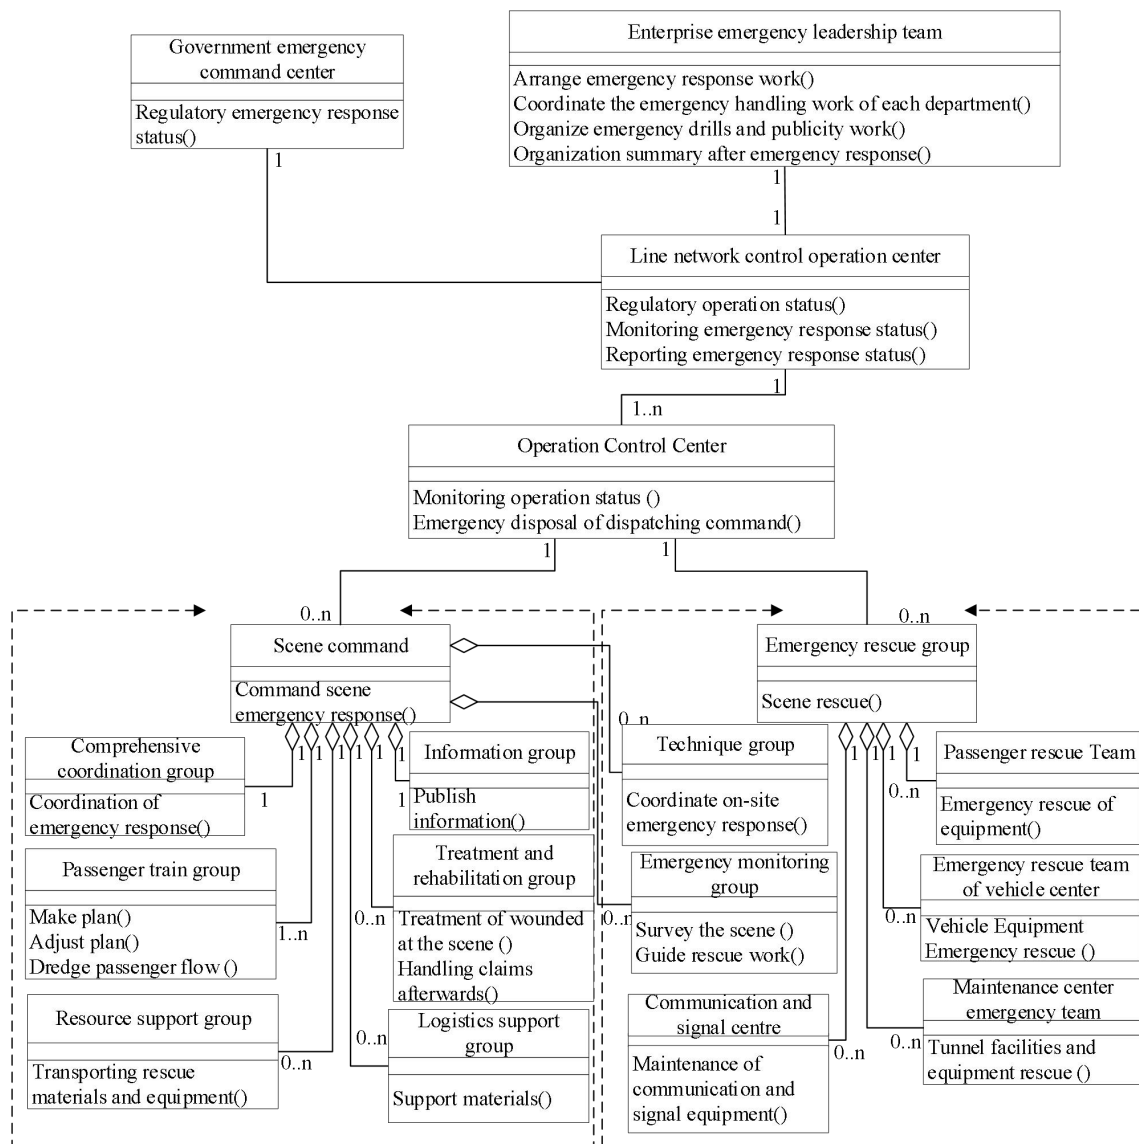 Government emergency
command center
Regulatory emergency response
status()
1
Enterprise emergency leadership team
Arrange emergency response work()
Coordinate the emergency handling work of each department()
Organize emergency drills and publicity work()
Organization summary after emergency response()
1
1
Line network control operation center
Regulatory operation status()
Monitoring emergency response status()
Reporting emergency response status()
1
1..n
Operation Control Center
Monitoring operation status ()
Emergency disposal of dispatching command()
1
1
0..n
0..n
Scene command
Command scene
emergency response()
Emergency rescue group
Scene rescue()
1
1
1
1
1
1
0..n
1
1
1
1
Comprehensive
coordination group
Coordination of
emergency response()
1
Information group
Publish
information()
1
Technique group
Coordinate on-site
emergency response()
Passenger rescue Team
Emergency rescue of
equipment()
0..n
Passenger train group
Make plan()
Adjust plan()
Dredge passenger flow ()
1..n
Treatment and
rehabilitation group
Treatment of wounded
at the scene ()
Handling claims
afterwards()
0..n
Emergency monitoring
group
Survey the scene ()
Guide rescue work()
0..n
Emergency rescue team
of vehicle center
Vehicle Equipment
Emergency rescue ()
0..n
Resource support group
Transporting rescue
materials and equipment()
0..n
Logistics support
group
Support materials()
0..n
Communication and
signal centre
Maintenance of
communication and
signal equipment()
0..n
Maintenance center
emergency team
Tunnel facilities and
equipment rescue ()
0..n